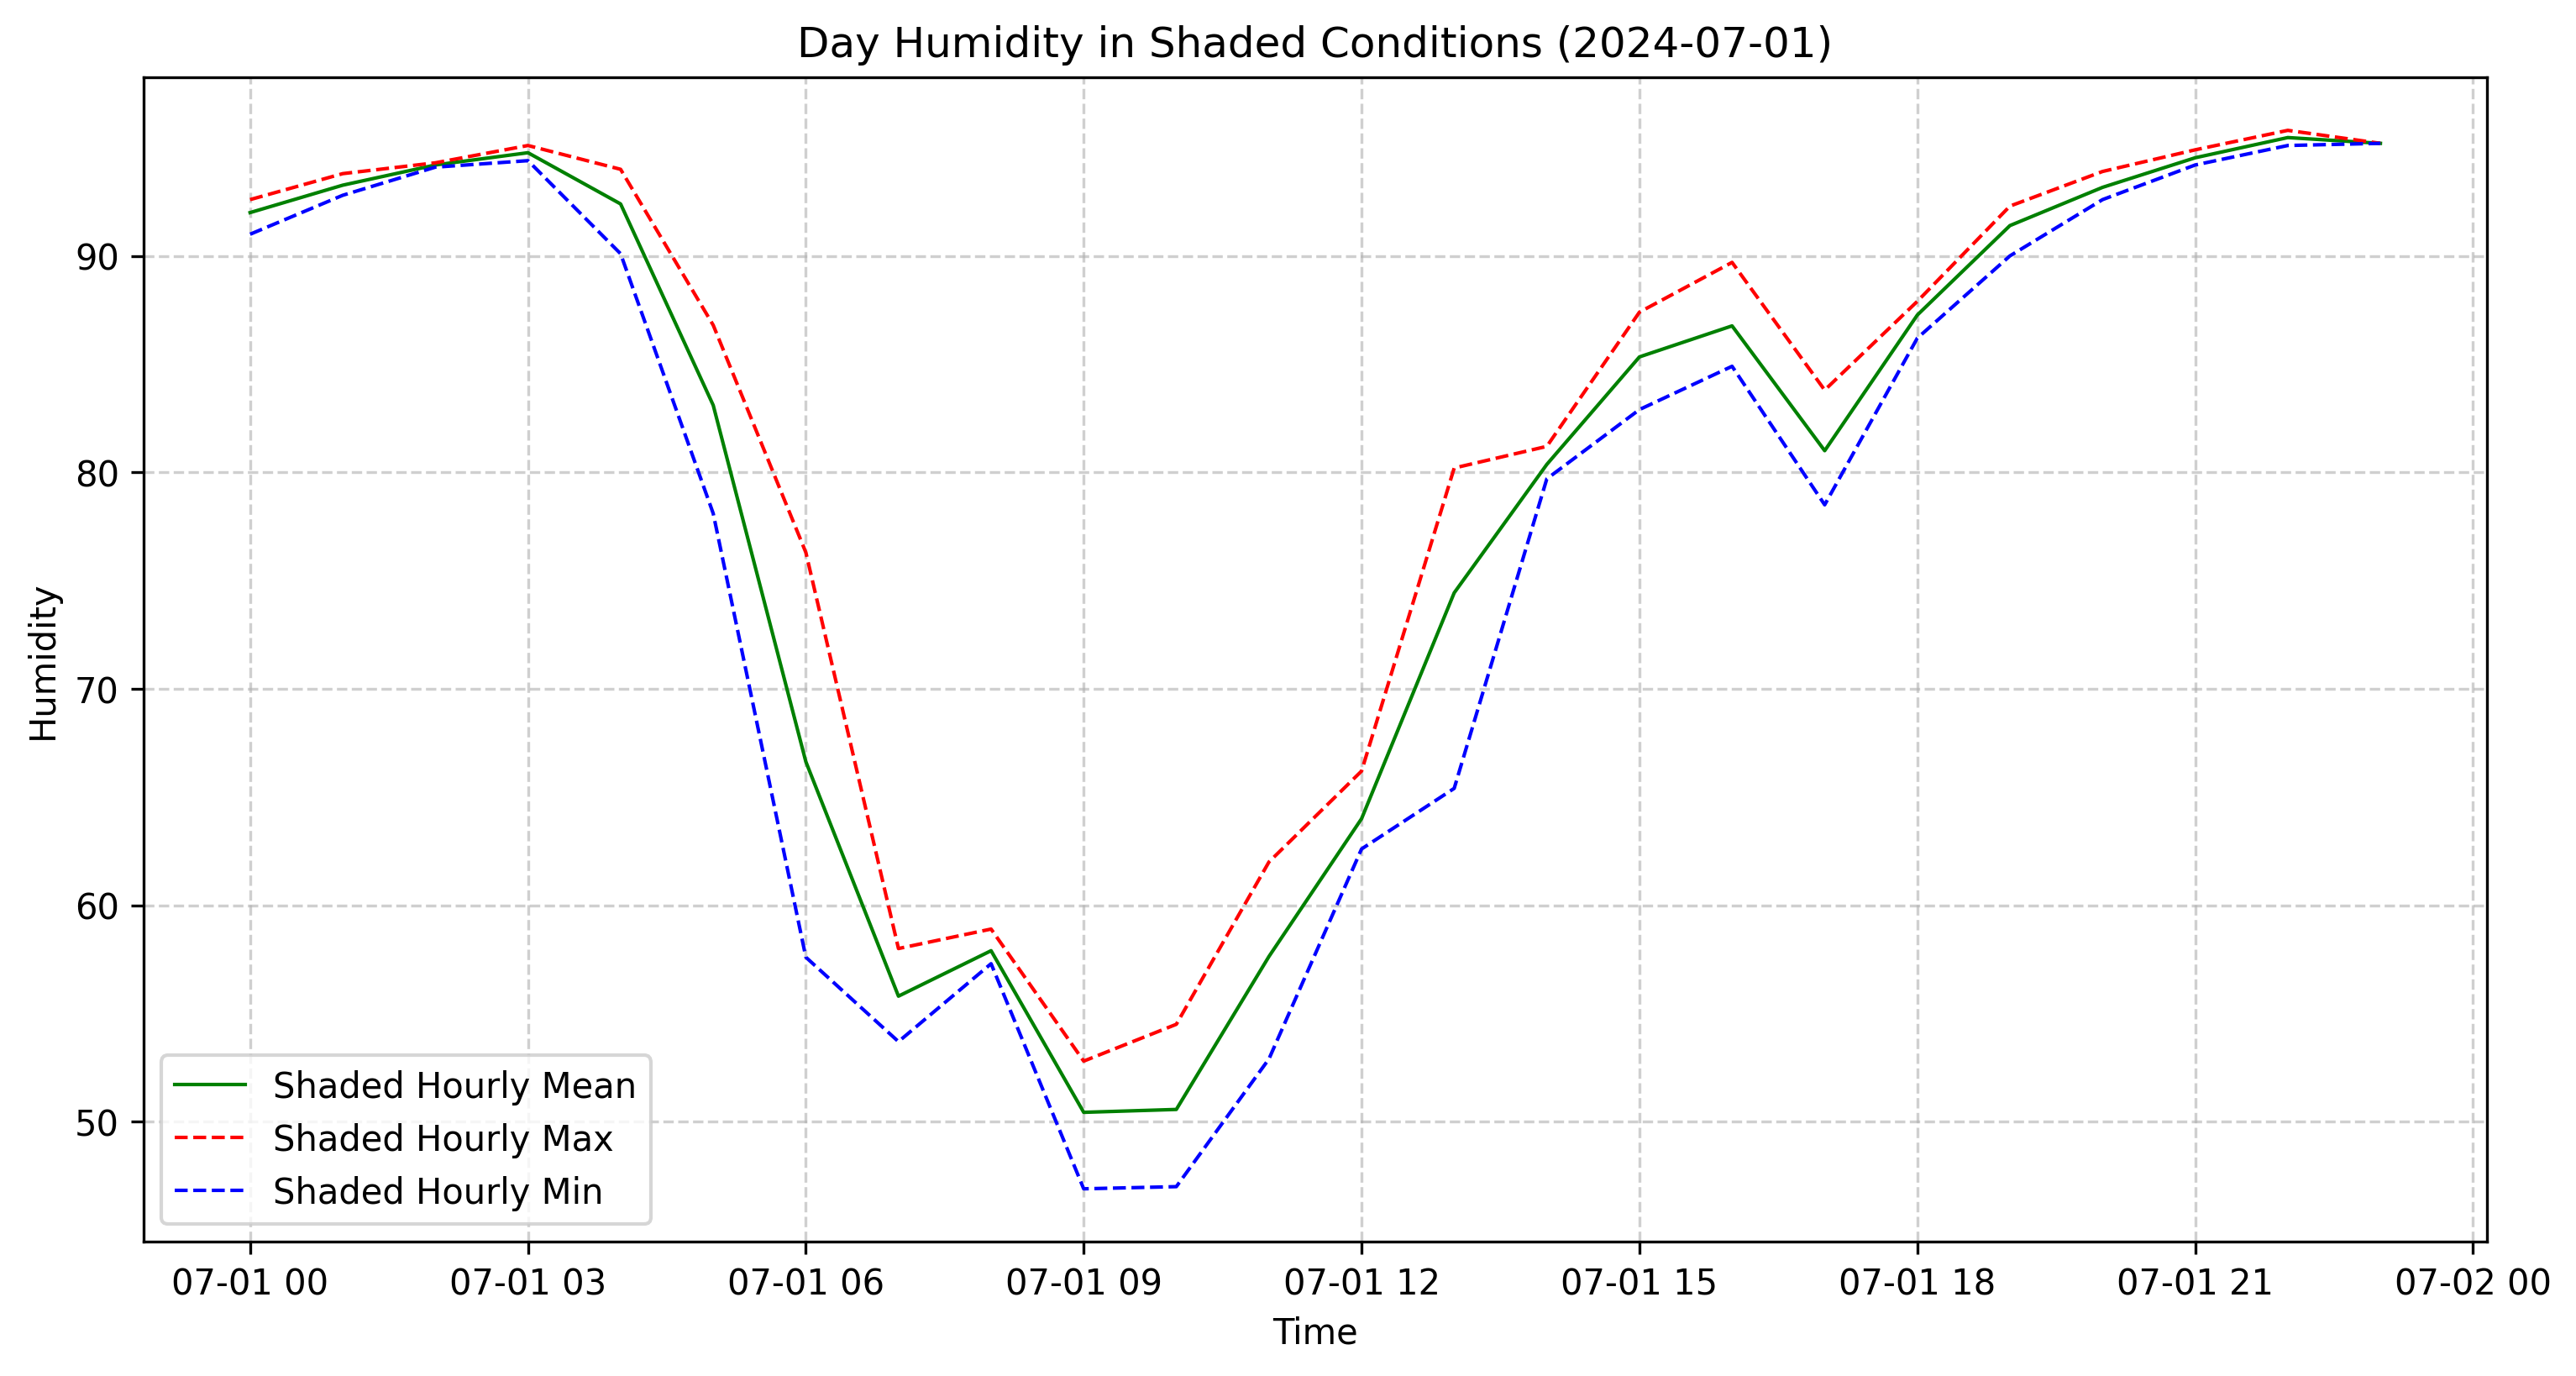 Day Humidity in Shaded Conditions (2024-07-01)
Humidity
90
80
70
60
50
Shaded Hourly Mean
Shaded Hourly Max
Shaded Hourly Min
07-01 00 07-01 03 07-01 06 07-01 09 07-01 12 07-01 15 07-01 18 07-01 21 07-02 00
Time